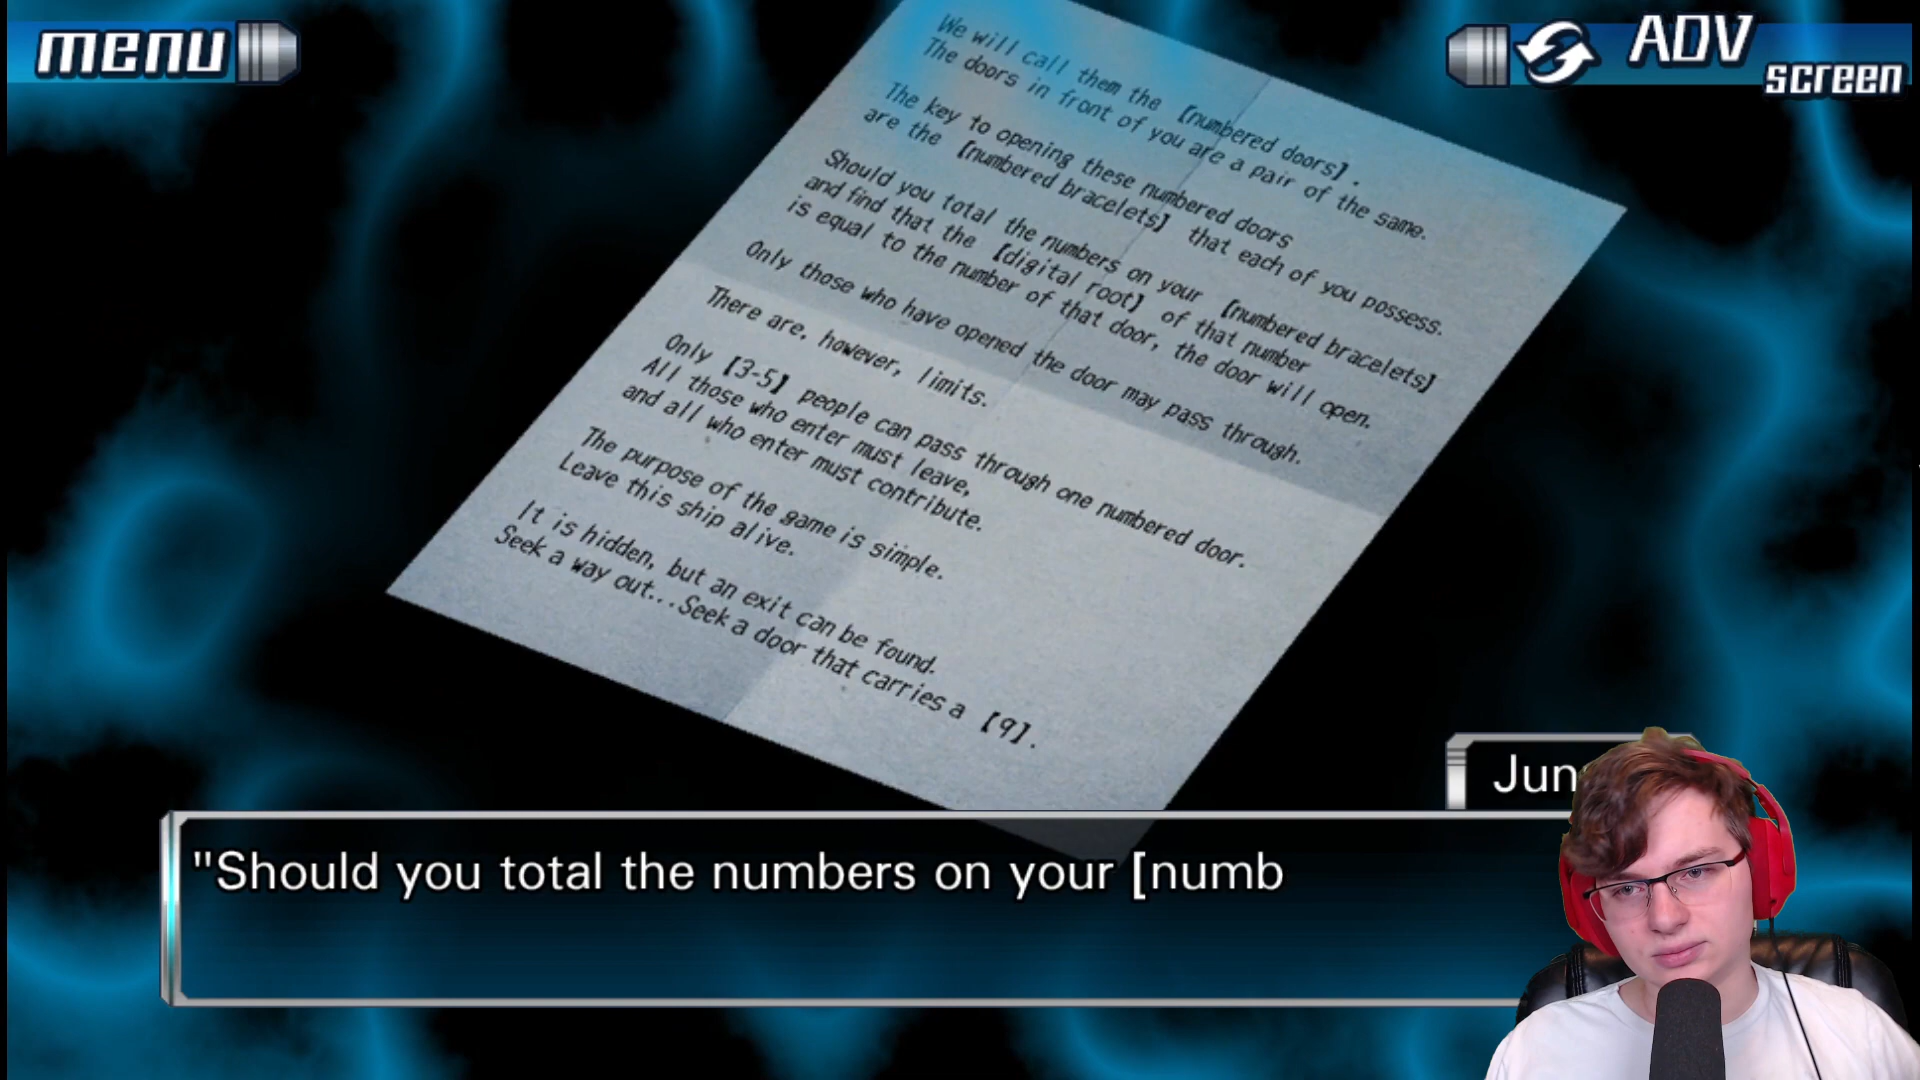 menu
ADV
screen
We will call them the [numbered doors].
The doors in front of you are a pair of the same.
The key to opening these numbered doors
are the [numbered bracelets] that each of you possess.
Should you total the numbers on your [numbered bracelets]
and find that the [digital root] of that number
is equal to the number of that door, the door will open.
Only those who have opened the door may pass through.
There are, however, limits.
Only [3-5] people can pass through one numbered door.
All those who enter must leave,
and all who enter must contribute.
The purpose of the game is simple.
Leave this ship alive.
It is hidden, but an exit can be found.
Seek a way out...Seek a door that carries a [9].
Jun
"Should you total the numbers on your [numb